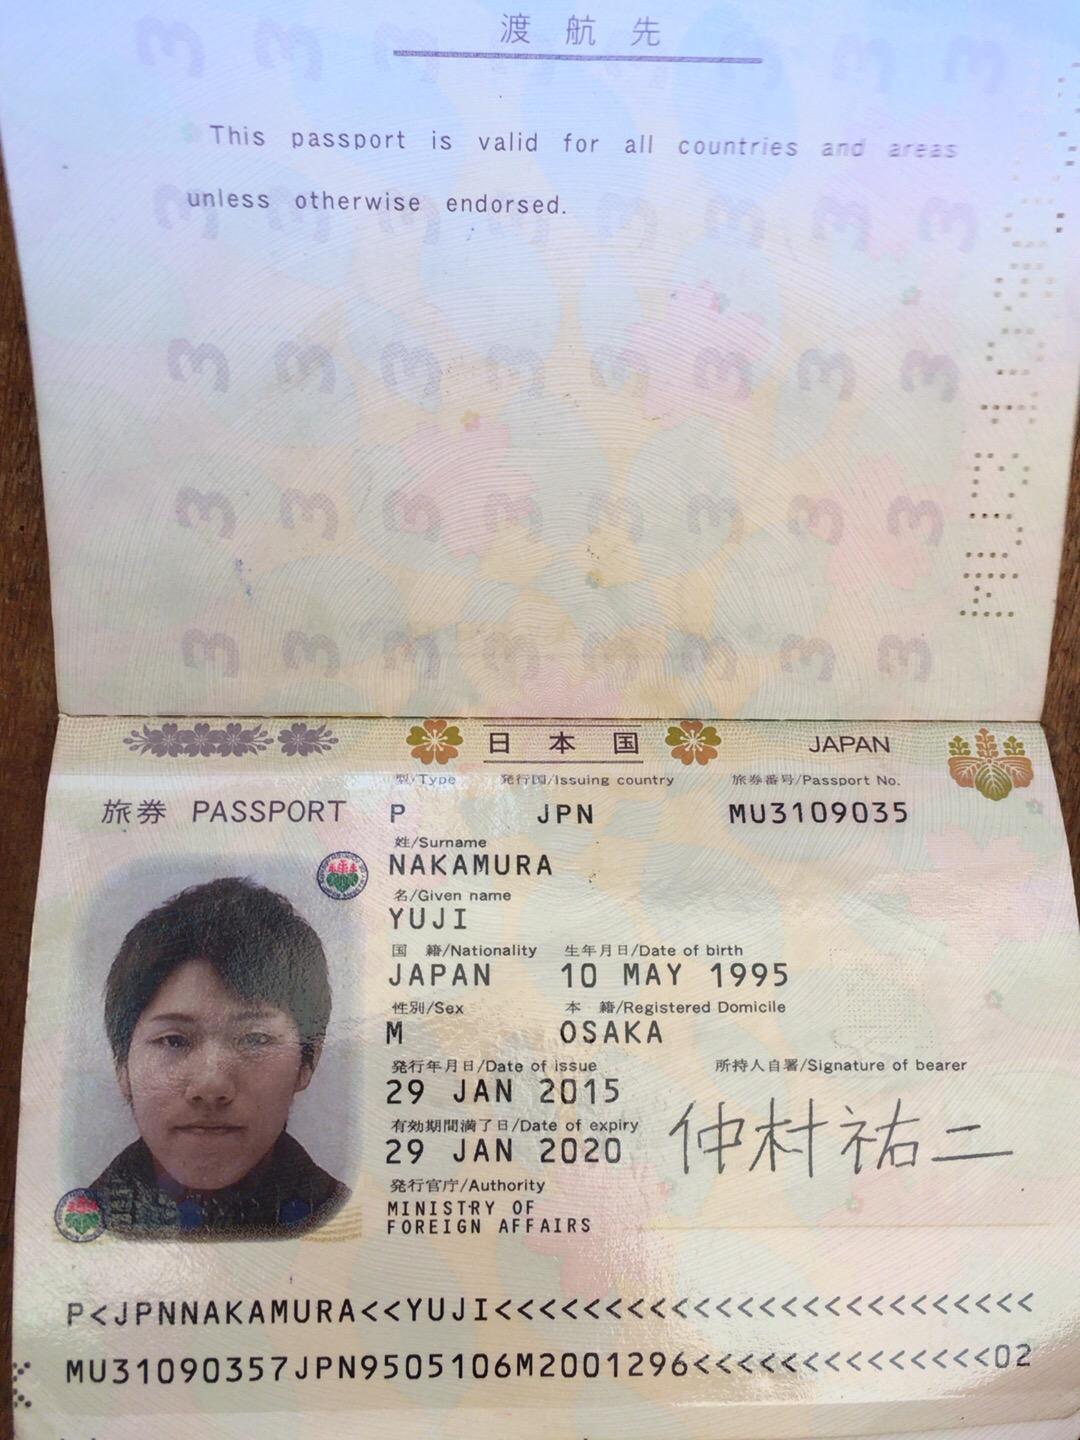 渡航先
This passport is valid for all countries and areas
unless otherwise endorsed.
日本国 JAPAN
型/Type 発行国/Issuing country 旅券番号/Passport No.
旅券 PASSPORT P JPN MU3109035
姓/Surname
NAKAMURA
名/Given name
YUJI
国 籍/Nationality 生年月日/Date of birth
JAPAN 10 MAY 1995
性別/Sex 本 籍/Registered Domicile
M OSAKA
発行年月日/Date of issue 所持人自署/Signature of bearer
29 JAN 2015
有効期間満了日/Date of expiry
29 JAN 2020 仲村祐二
発行官庁/Authority
MINISTRY OF
FOREIGN AFFAIRS
P<JPNNAKAMURA<<YUJI<<<<<<<<<<<<<<<<<<<<<<<<<
MU31090357JPN9505106M2001296<<<<<<<<<<<<<<02